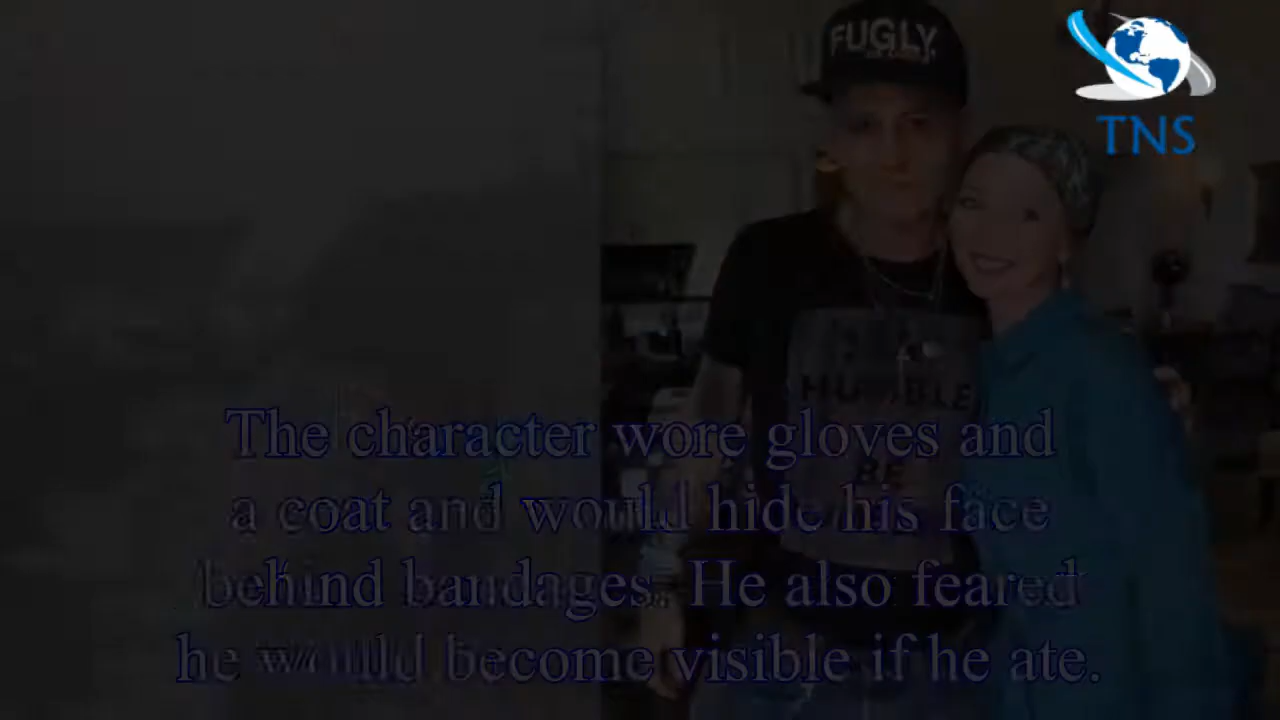 FUGLY.
TNS
HUMBLE
BE
The character wore gloves and
a coat and would hide his face
behind bandages. He also feared
he would become visible if he ate.